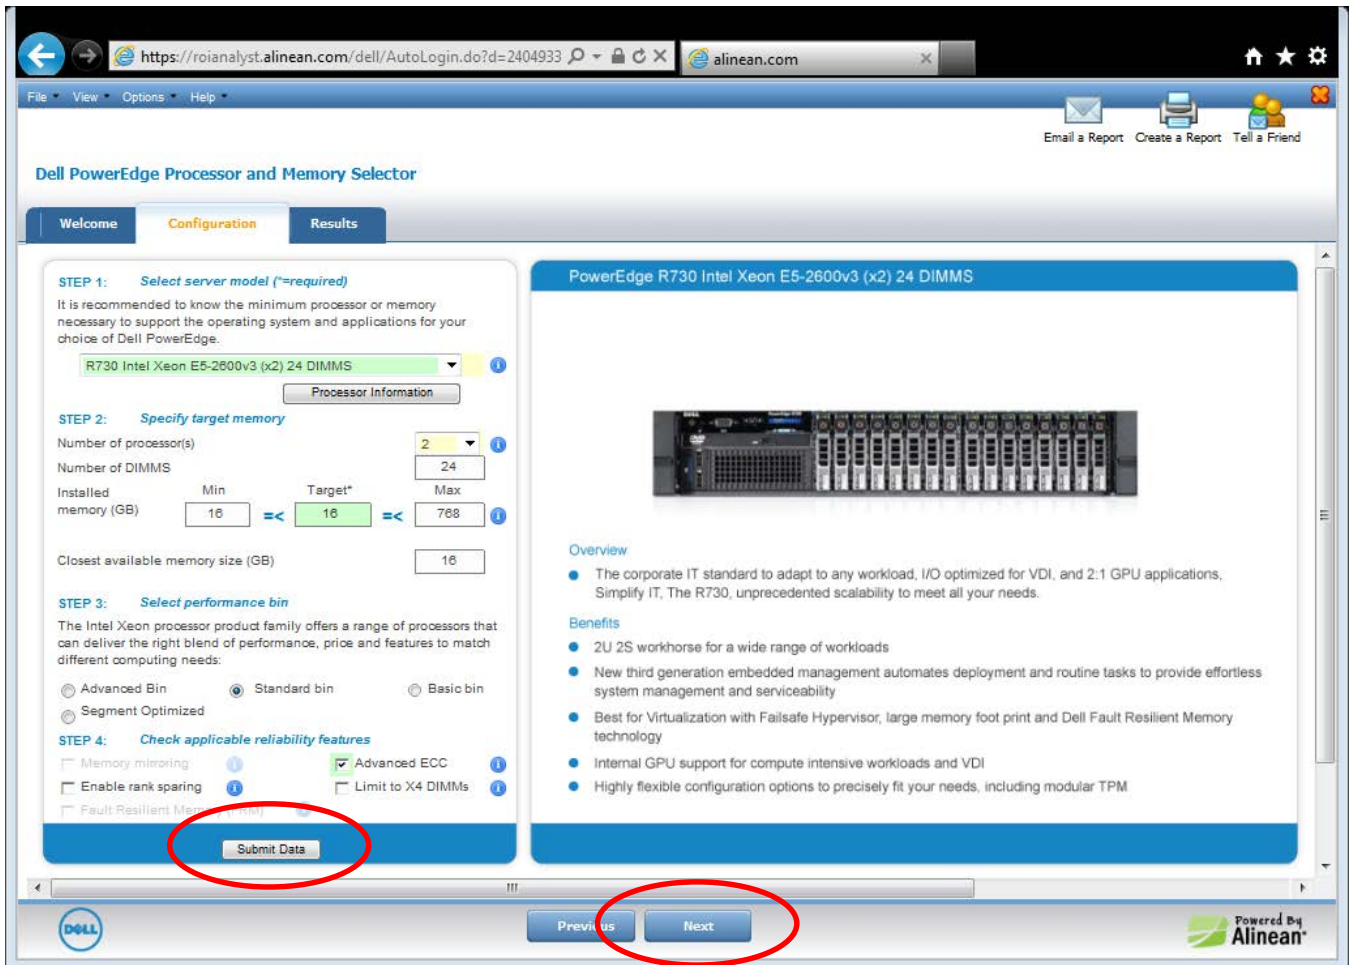 https://roianalyst.alinean.com/dell/AutoLogin.do?d=2404933
alinean.com
File View Options Help
Email a Report Create a Report Tell a Friend
Dell PowerEdge Processor and Memory Selector
Welcome Configuration Results
STEP 1: Select server model (*=required)
It is recommended to know the minimum processor or memory
necessary to support the operating system and applications for your
choice of Dell PowerEdge.
R730 Intel Xeon E5-2600v3 (x2) 24 DIMMS
Processor Information
STEP 2: Specify target memory
Number of processor(s) 2
Number of DIMMS 24
Installed Min Target* Max
memory (GB) 16 =< 16 =< 768
Closest available memory size (GB) 16
STEP 3: Select performance bin
The Intel Xeon processor product family offers a range of processors that
can deliver the right blend of performance, price and features to match
different computing needs:
Advanced Bin Standard bin Basic bin
Segment Optimized
STEP 4: Check applicable reliability features
Memory mirroring Advanced ECC
Enable rank sparing Limit to X4 DIMMs
Fault Resilient Memory (FRM)
Submit Data
PowerEdge R730 Intel Xeon E5-2600v3 (x2) 24 DIMMS
Overview
The corporate IT standard to adapt to any workload, I/O optimized for VDI, and 2:1 GPU applications,
Simplify IT, The R730, unprecedented scalability to meet all your needs.
Benefits
2U 2S workhorse for a wide range of workloads
New third generation embedded management automates deployment and routine tasks to provide effortless
system management and serviceability
Best for Virtualization with Failsafe Hypervisor, large memory foot print and Dell Fault Resilient Memory
technology
Internal GPU support for compute intensive workloads and VDI
Highly flexible configuration options to precisely fit your needs, including modular TPM
DELL
Previous Next
Powered By
Alinean